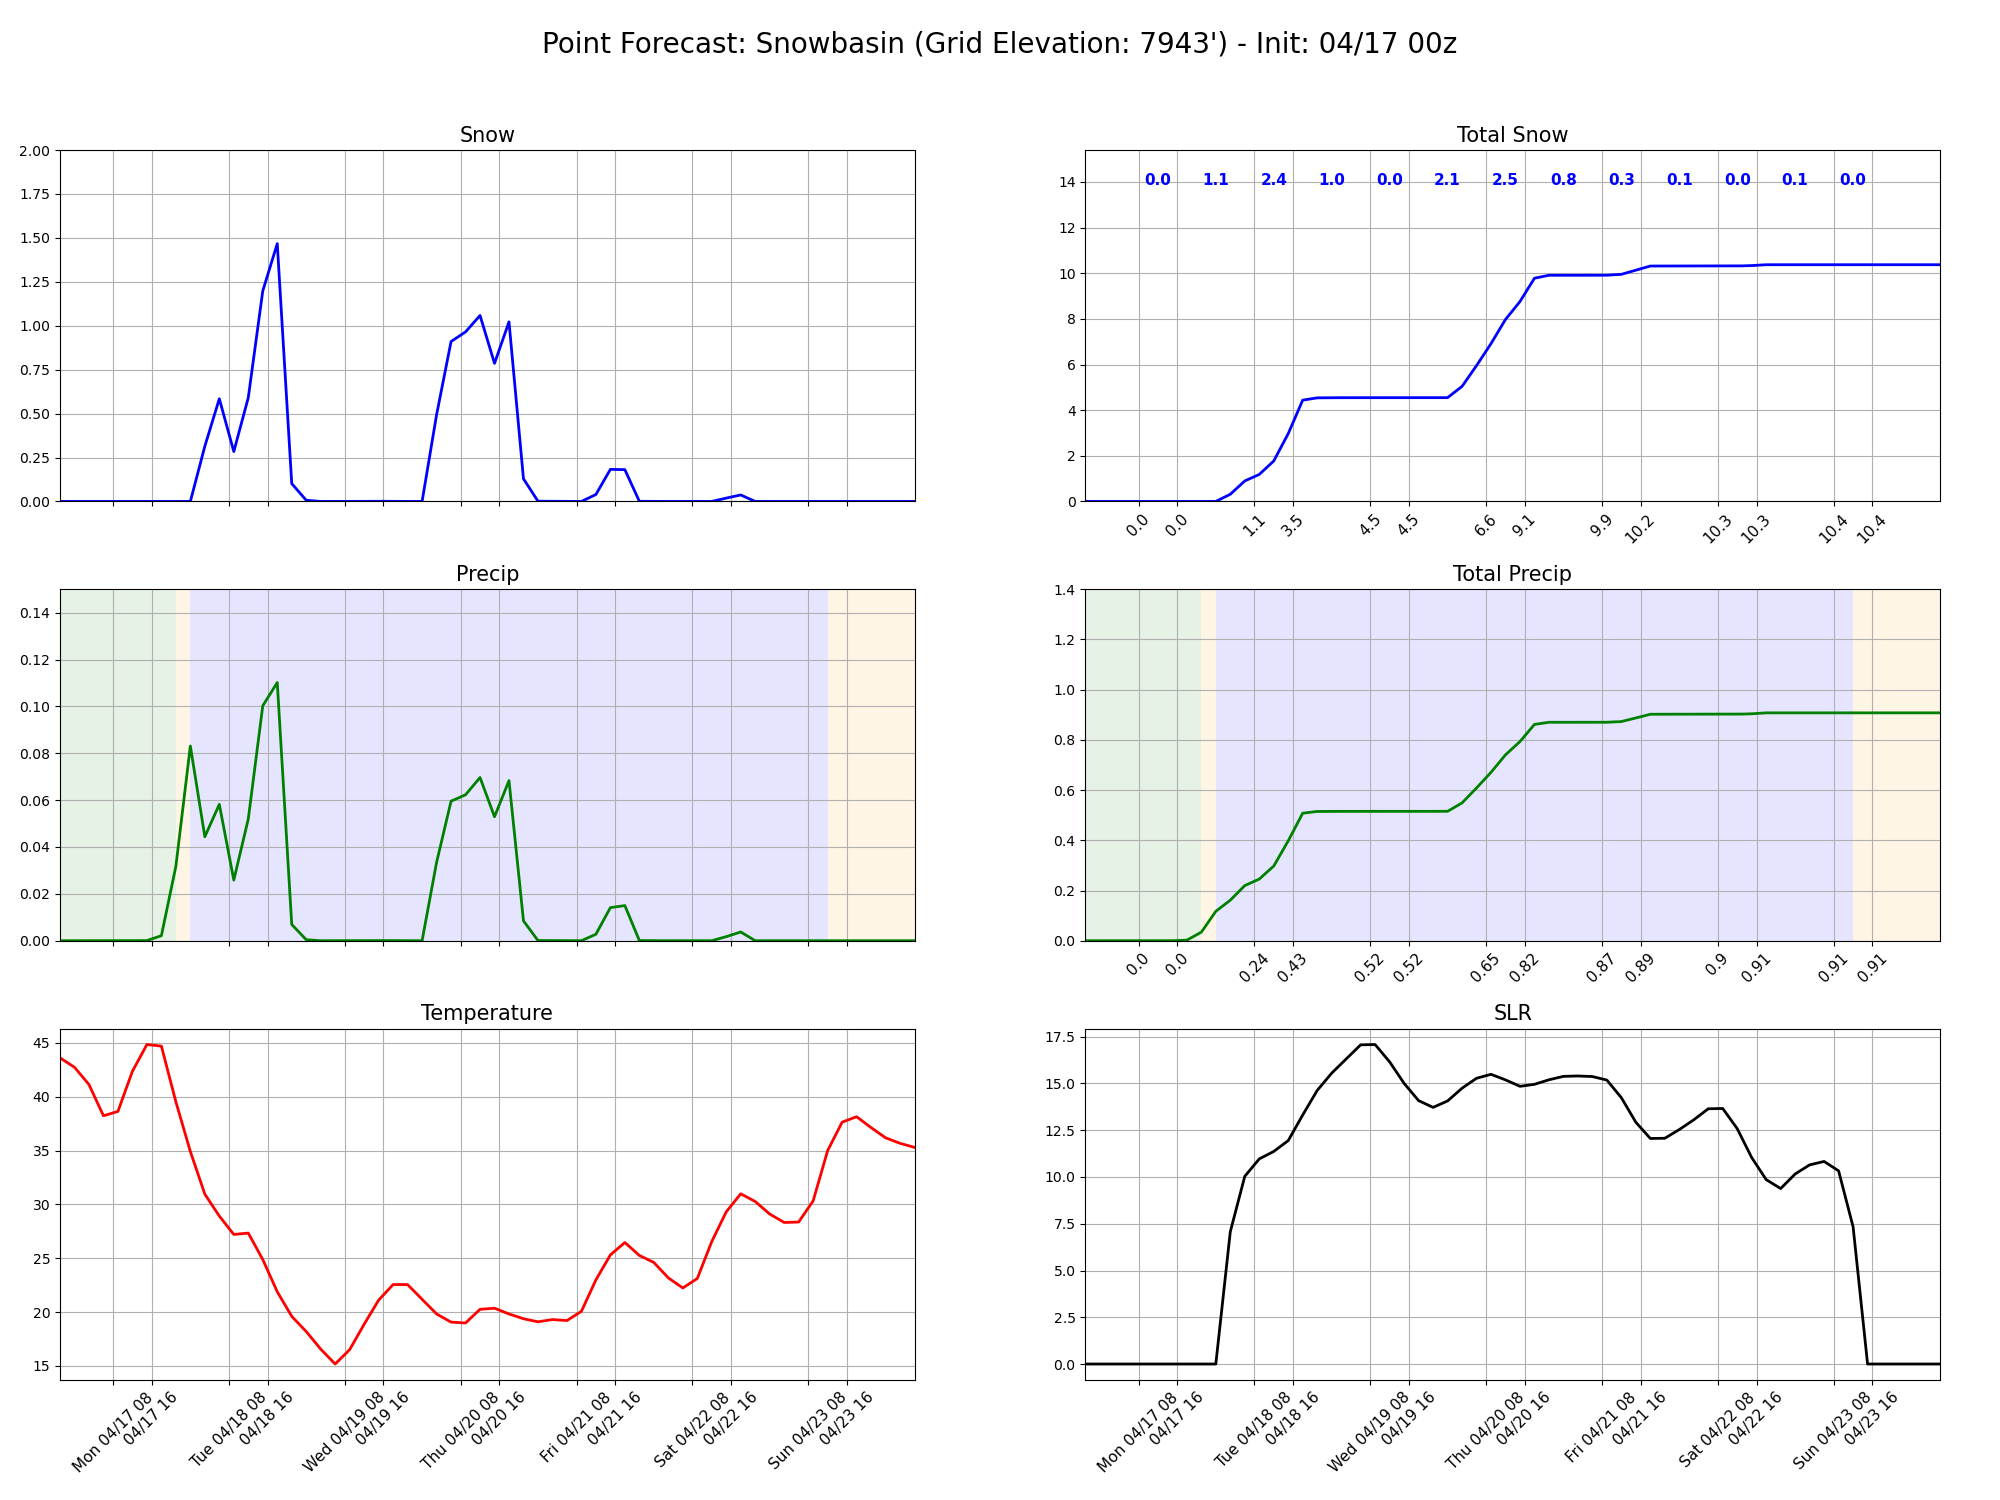 Point Forecast: Snowbasin (Grid Elevation: 7943') - Init: 04/17 00z
Snow
2.00
1.75
1.50
1.25
1.00
0.75
0.50
0.25
0.00
Total Snow
14
12
10
8
6
4
2
0
0.0 1.1 2.4 1.0 0.0 2.1 2.5 0.8 0.3 0.1 0.0 0.1 0.0
0.0 0.0 1.1 3.5 4.5 4.5 6.6 9.1 9.9 10.2 10.3 10.3 10.4 10.4
Precip
0.14
0.12
0.10
0.08
0.06
0.04
0.02
0.00
Total Precip
1.4
1.2
1.0
0.8
0.6
0.4
0.2
0.0
0.0 0.0 0.24 0.43 0.52 0.52 0.65 0.82 0.87 0.89 0.9 0.91 0.91 0.91
Temperature
45
40
35
30
25
20
15
Mon 04/17 08
04/17 16
Tue 04/18 08
04/18 16
Wed 04/19 08
04/19 16
Thu 04/20 08
04/20 16
Fri 04/21 08
04/21 16
Sat 04/22 08
04/22 16
Sun 04/23 08
04/23 16
SLR
17.5
15.0
12.5
10.0
7.5
5.0
2.5
0.0
Mon 04/17 08
04/17 16
Tue 04/18 08
04/18 16
Wed 04/19 08
04/19 16
Thu 04/20 08
04/20 16
Fri 04/21 08
04/21 16
Sat 04/22 08
04/22 16
Sun 04/23 08
04/23 16